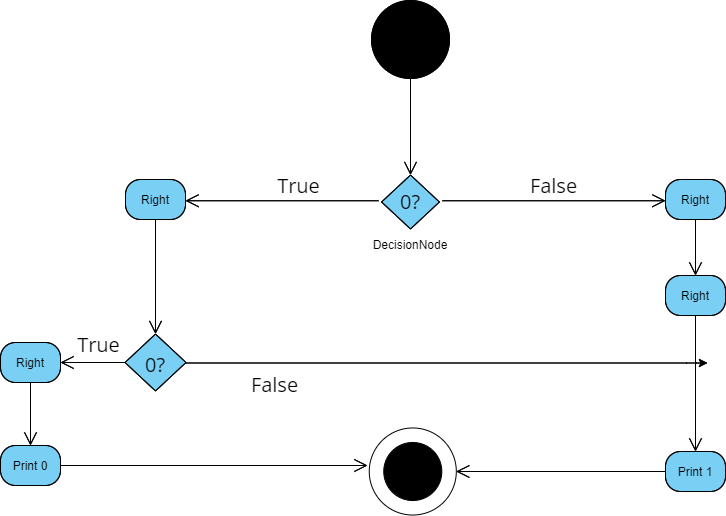 Right
True
0?
False
Right
DecisionNode
Right
Right
True
0?
False
Print 0
Print 1